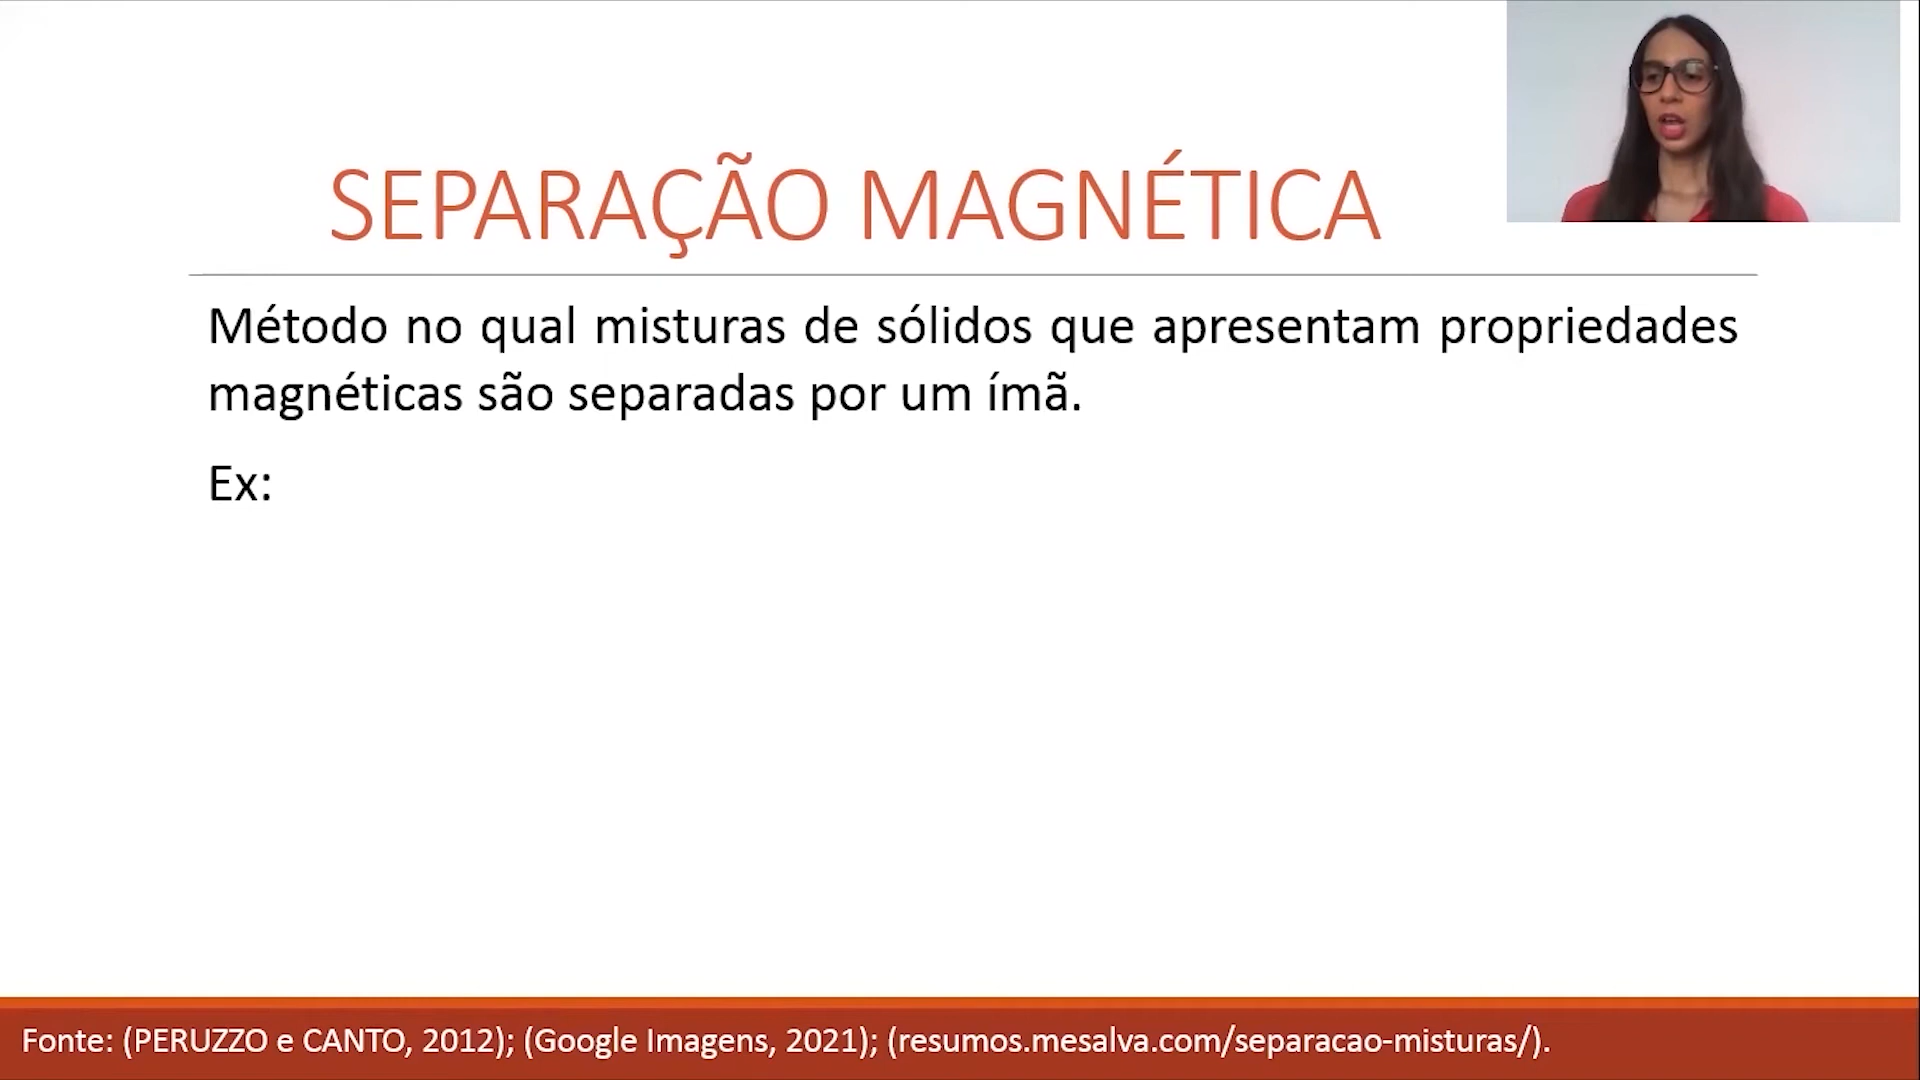 SEPARAÇÃO MAGNÉTICA
Método no qual misturas de sólidos que apresentam propriedades
magnéticas são separadas por um ímã.
Ex:
Fonte: (PERUZZO e CANTO, 2012); (Google Imagens, 2021); (resumos.mesalva.com/separacao-misturas/).